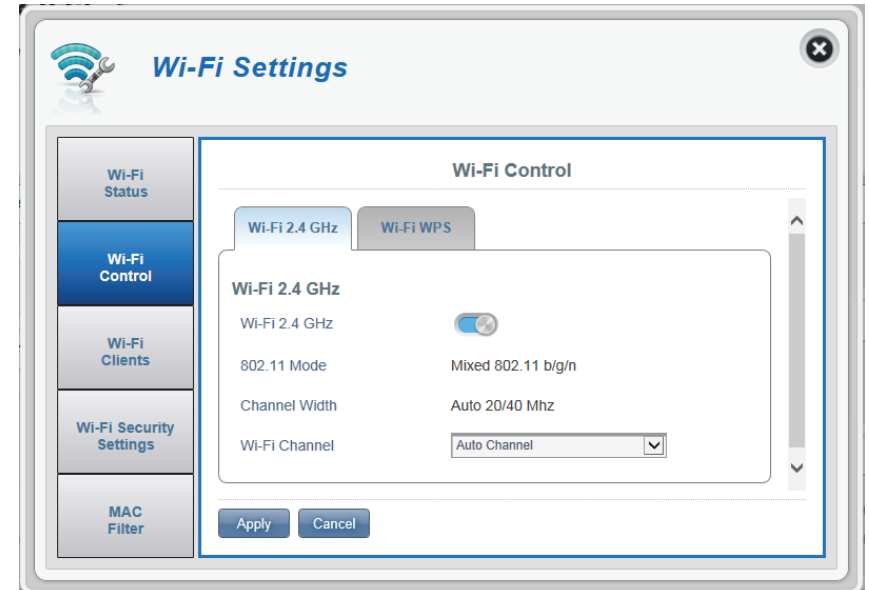 Wi-Fi Settings
Wi-Fi
Status
Wi-Fi
Control
Wi-Fi
Clients
Wi-Fi Security
Settings
MAC
Filter
Wi-Fi Control
Wi-Fi 2.4 GHz Wi-Fi WPS
Wi-Fi 2.4 GHz
Wi-Fi 2.4 GHz
802.11 Mode Mixed 802.11 b/g/n
Channel Width Auto 20/40 Mhz
Wi-Fi Channel Auto Channel
Apply Cancel